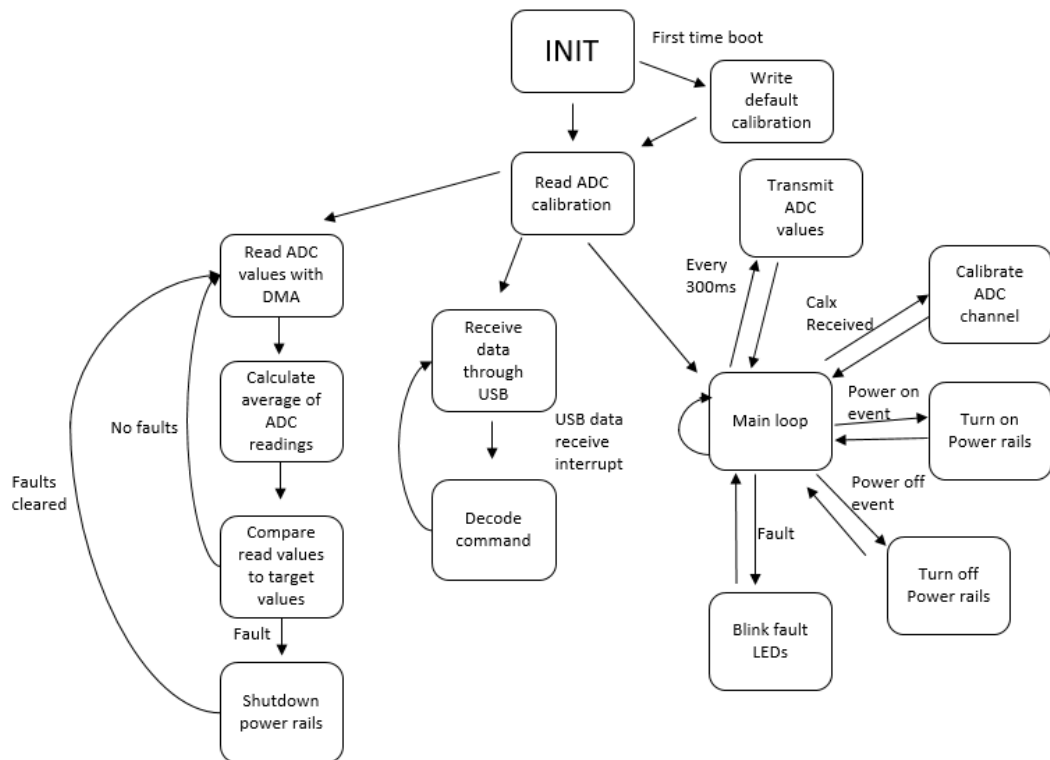 INIT
First time boot
Write
default
calibration
Read ADC
calibration
Transmit
ADC
values
Read ADC
values with
DMA
Every
300ms
Calibrate
ADC
channel
Calx
Received
Receive
data
through
USB
Calculate
average of
ADC
readings
Main loop
Power on
event
Turn on
Power rails
No faults
USB data
receive
interrupt
Faults
cleared
Power off
event
Decode
command
Compare
read values
to target
values
Fault
Turn off
Power rails
Blink fault
LEDs
Fault
Shutdown
power rails